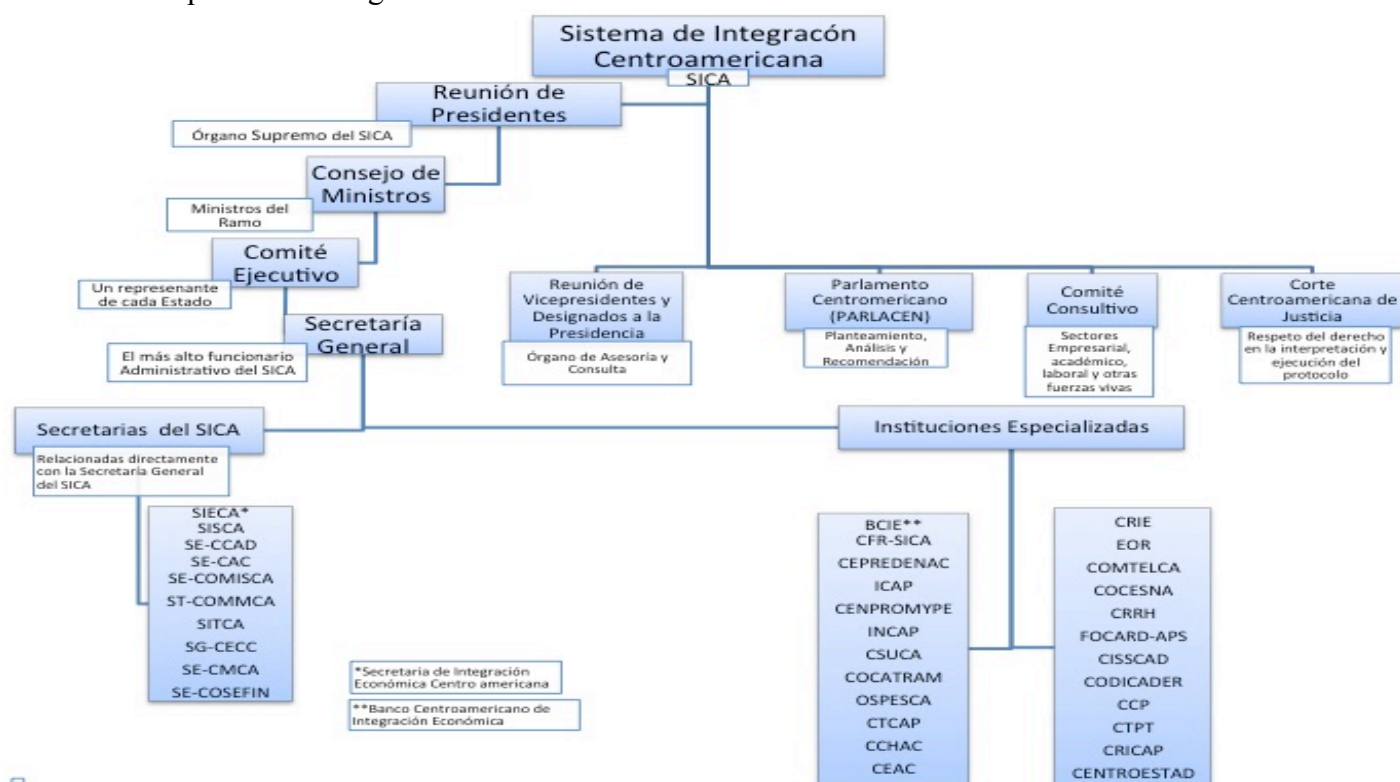 Sistema de Integracón
Centroamericana
SICA
Reunión de
Presidentes
Órgano Supremo del SICA
Consejo de
Ministros
Ministros del
Ramo
Comité
Ejecutivo
Un represenante
de cada Estado
Secretaría
General
El más alto funcionario
Administrativo del SICA
Reunión de
Vicepresidentes y
Designados a la
Presidencia
Órgano de Asesoría y
Consulta
Parlamento
Centromericano
(PARLACEN)
Planteamiento,
Análisis y
Recomendación
Comité
Consultivo
Sectores
Empresarial,
académico,
laboral y otras
fuerzas vivas
Corte
Centroamericana de
Justicia
Respeto del derecho
en la interpretación y
ejecución del
protocolo
Secretarias del SICA
Relacionadas directamente
con la Secretaría General
del SICA
SIECA*
SISCA
SE-CCAD
SE-CAC
SE-COMISCA
ST-COMMCA
SITCA
SG-CECC
SE-CMCA
SE-COSEFIN
*Secretaria de Integración
Económica Centro americana
**Banco Centroamericano de
Integración Económica
Instituciones Especializadas
BCIE**
CFR-SICA
CEPREDENAC
ICAP
CENPROMYPE
INCAP
CSUCA
COCATRAM
OSPESCA
CTCAP
CCHAC
CEAC
CRIE
EOR
COMTELCA
COCESNA
CRRH
FOCARD-APS
CISSCAD
CODICADER
CCP
CTPT
CRICAP
CENTROESTAD